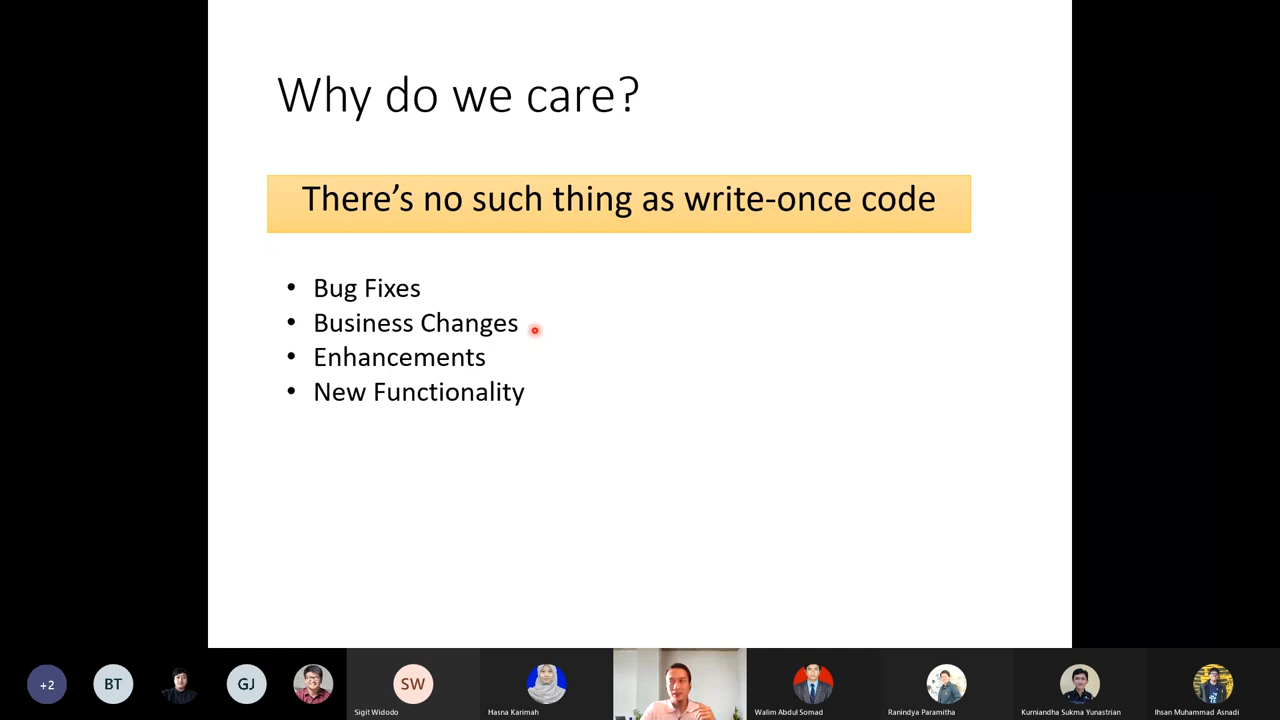 Why do we care?
There’s no such thing as write-once code
• Bug Fixes
• Business Changes
• Enhancements
• New Functionality
+2
BT
GJ
SW
Sigit Widodo
Hasna Karimah
Walim Abdul Somad
Ranindya Paramitha
Kurniandha Sukma Yunastrian
Ihsan Muhammad Asnadi